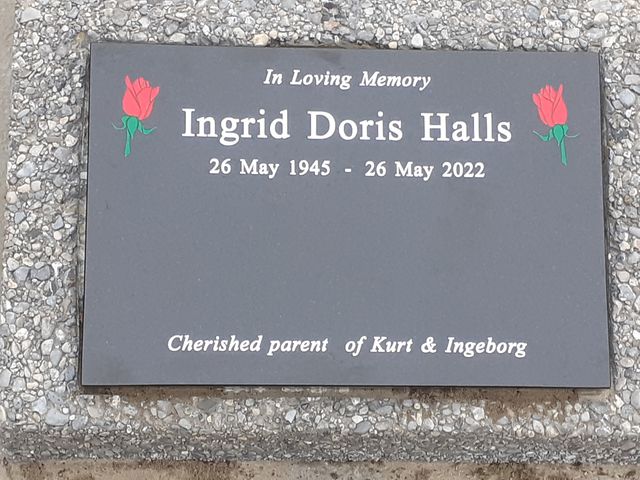 In Loving Memory
Ingrid Doris Halls
26 May 1945 - 26 May 2022
Cherished parent of Kurt & Ingeborg